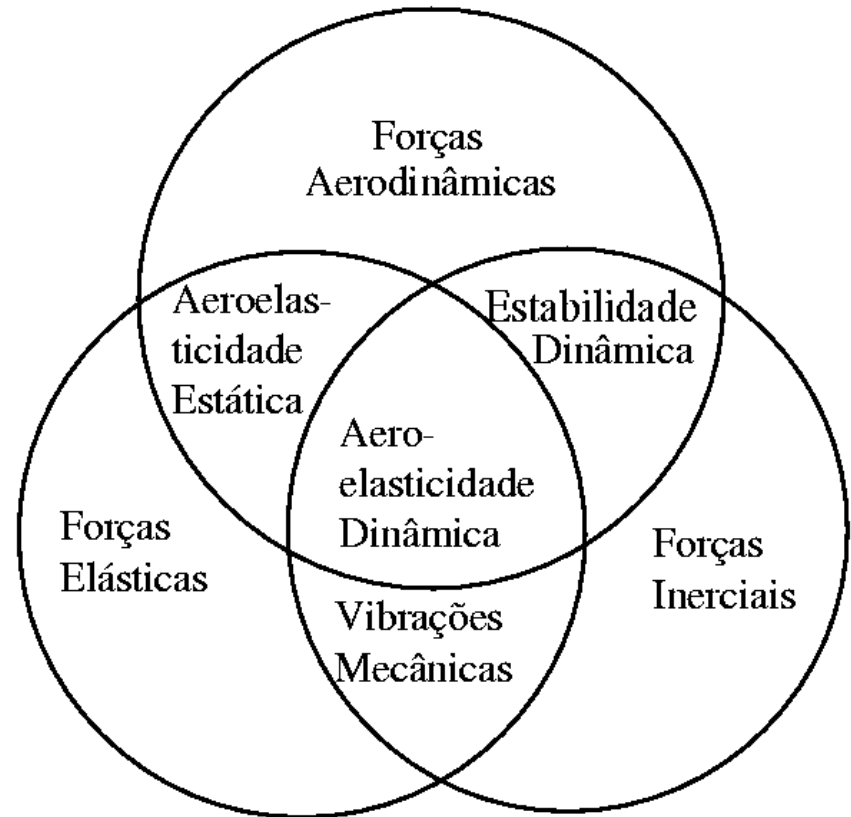 Forças
Aerodinâmicas
Aeroelas-
ticidade
Estática
Estabilidade
Dinâmica
Aero-
elasticidade
Dinâmica
Forças
Elásticas
Forças
Inerciais
Vibrações
Mecânicas